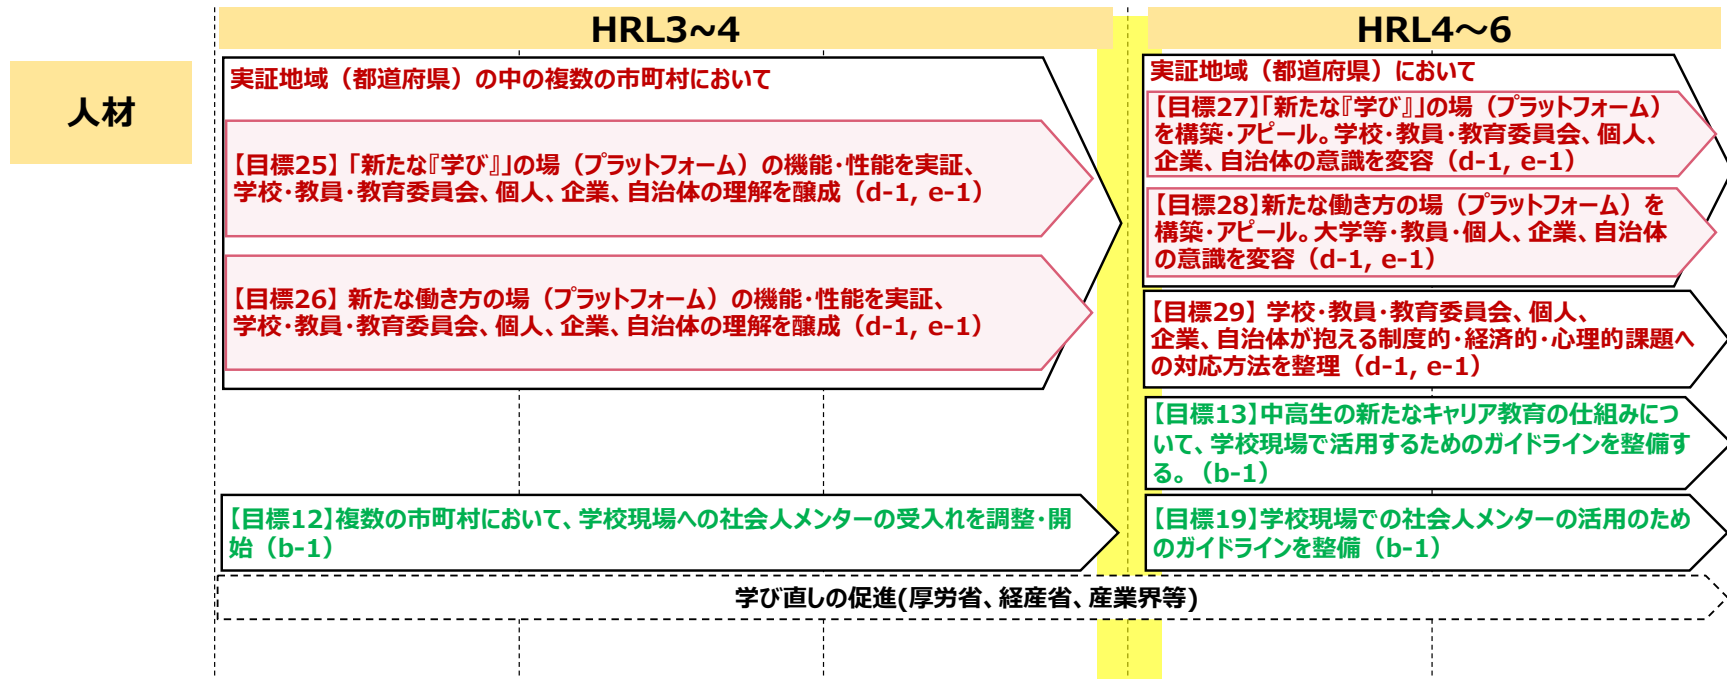 HRL3~4
HRL4～6
人材
実証地域（都道府県）の中の複数の市町村において
【目標25】「新たな『学び』」の場（プラットフォーム）の機能・性能を実証、
学校・教員・教育委員会、個人、企業、自治体の理解を醸成（d-1, e-1）
【目標26】 新たな働き方の場（プラットフォーム）の機能・性能を実証、
学校・教員・教育委員会、個人、企業、自治体の理解を醸成（d-1, e-1）
【目標12】複数の市町村において、学校現場への社会人メンターの受入れを調整・開
始（b-1）
実証地域（都道府県）において
【目標27】「新たな『学び』」の場（プラットフォーム）
を構築・アピール。学校・教員・教育委員会、個人、
企業、自治体の意識を変容（d-1, e-1）
【目標28】新たな働き方の場（プラットフォーム）を
構築・アピール。大学等・教員・個人、企業、自治体
の意識を変容（d-1, e-1）
【目標29】 学校・教員・教育委員会、個人、
企業、自治体が抱える制度的・経済的・心理的課題へ
の対応方法を整理（d-1, e-1）
【目標13】中高生の新たなキャリア教育の仕組みにつ
いて、学校現場で活用するためのガイドラインを整備す
る。（b-1）
【目標19】学校現場での社会人メンターの活用のため
のガイドラインを整備（b-1）
学び直しの促進(厚労省、経産省、産業界等)